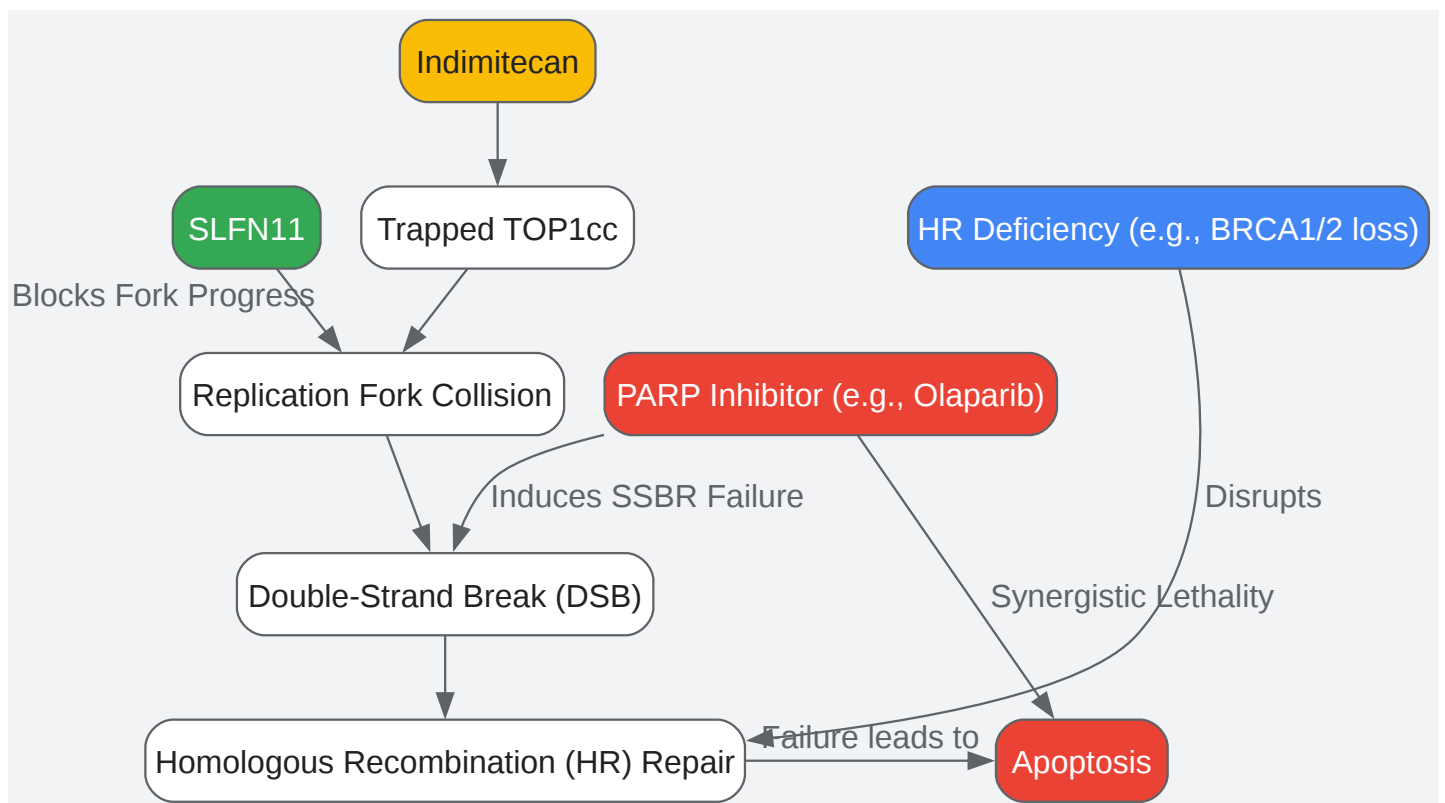 Indimitecan
SLFN11
Trapped TOP1cc
HR Deficiency (e.g., BRCA1/2 loss)
Blocks Fork Progress
Replication Fork Collision
PARP Inhibitor (e.g., Olaparib)
Induces SSBR Failure
Disrupts
Double-Strand Break (DSB)
Synergistic Lethality
Failure leads to
Homologous Recombination (HR) Repair
Apoptosis